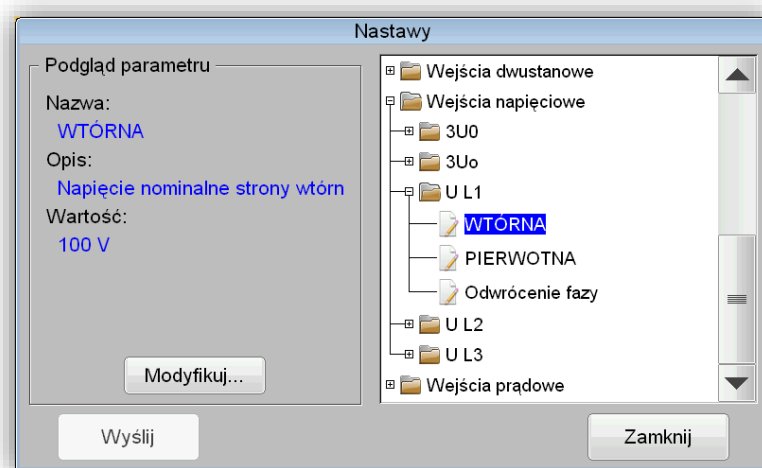 Nastawy
Podgląd parametru
Nazwa:
WTÓRNA
Opis:
Napięcie nominalne strony wtórn
Wartość:
100 V
Modyfikuj...
Wyślij
Wejścia dwustanowe
Wejścia napięciowe
3U0
3Uo
U L1
WTÓRNA
PIERWOTNA
Odwrócenie fazy
U L2
U L3
Wejścia prądowe
Zamknij